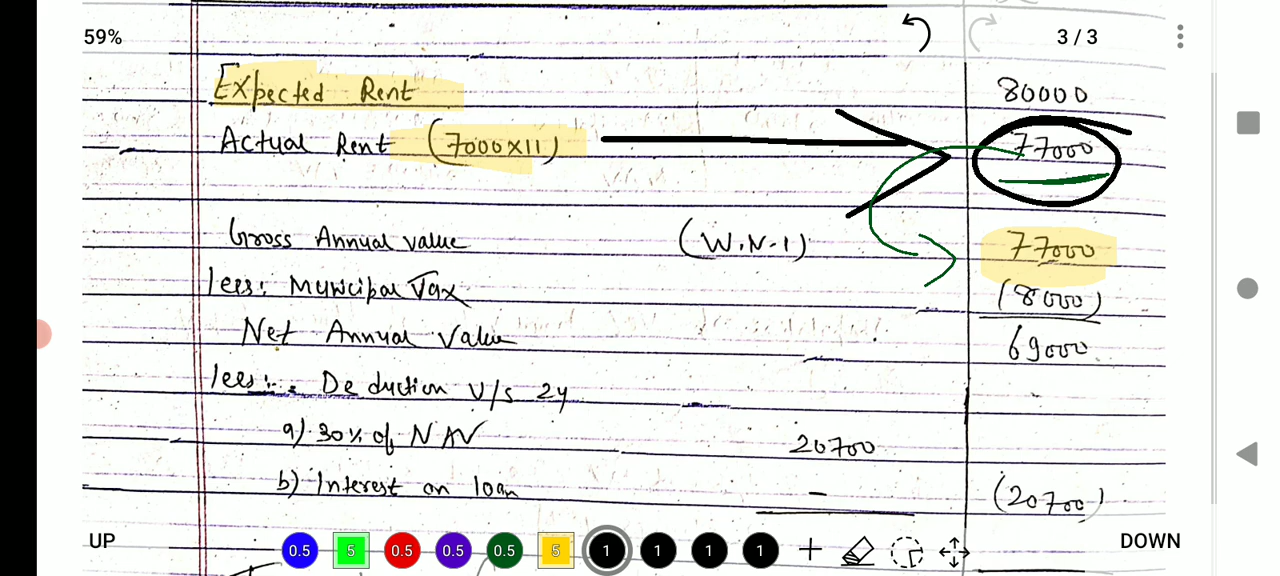 59%
3 / 3
Expected Rent 80000
Actual Rent (7000x11) 77000
Gross Annual value (W.N-1) 77000
less: Muncipal Tax (8000)
Net Annual Value 69000
less: Deduction U/s 24
a) 30% of NAV 20700
b) Interest on loan - (20700)
UP
0.5 5 0.5 0.5 0.5 5 1 1 1 1
DOWN